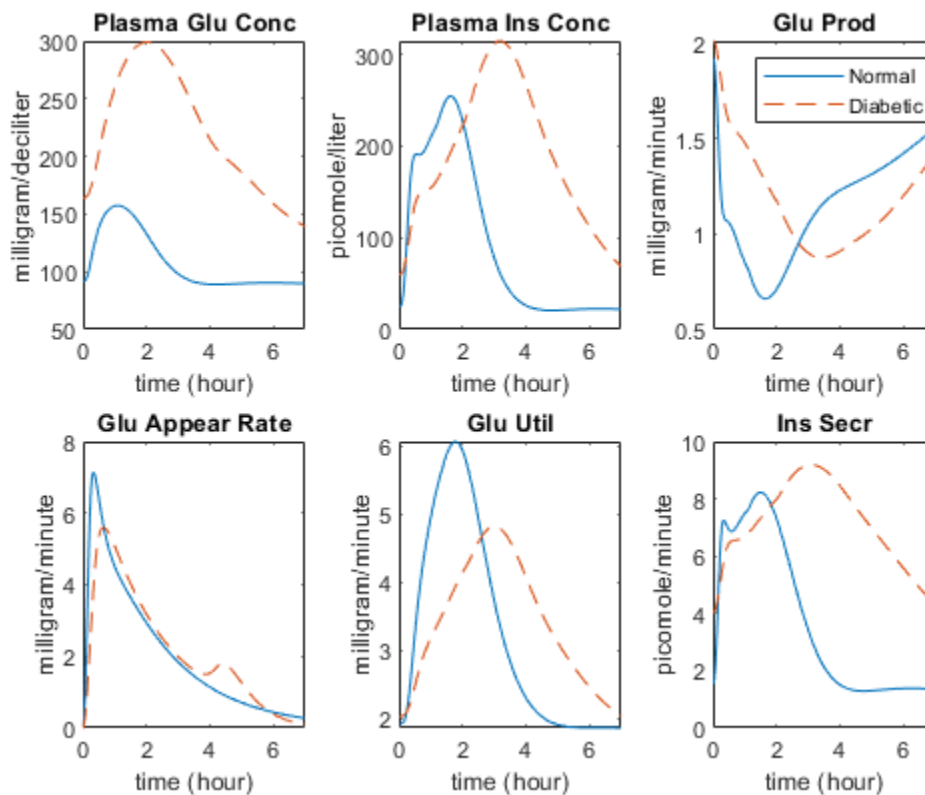 Plasma Glu Conc
milligram/deciliter
300
250
200
150
100
50
0 2 4 6
time (hour)
Plasma Ins Conc
picomole/liter
300
200
100
0
0 2 4 6
time (hour)
Glu Prod
milligram/minute
2
1.5
1
0.5
Normal
Diabetic
0 2 4 6
time (hour)
Glu Appear Rate
milligram/minute
8
6
4
2
0
0 2 4 6
time (hour)
Glu Util
milligram/minute
6
5
4
3
2
0 2 4 6
time (hour)
Ins Secr
picomole/minute
10
8
6
4
2
0
0 2 4 6
time (hour)